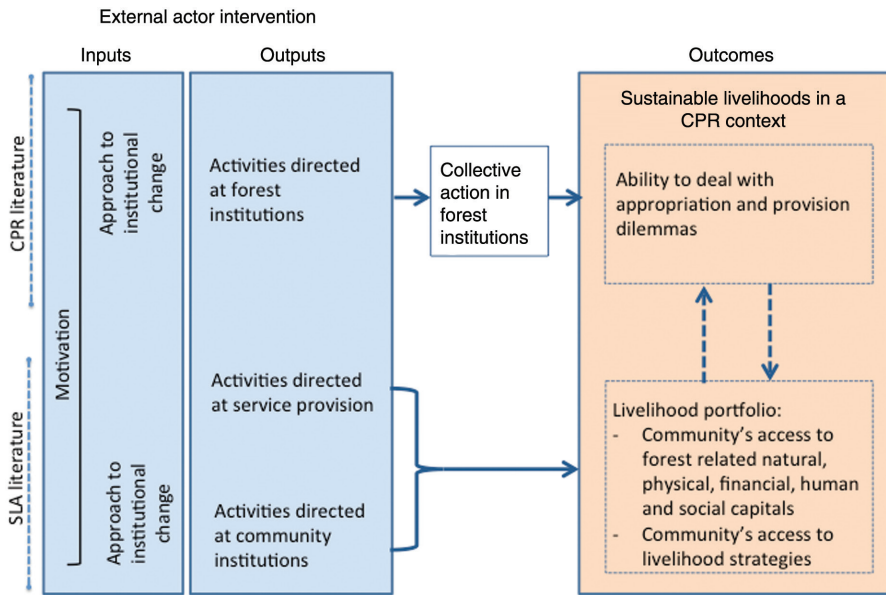 External actor intervention
Inputs
Outputs
Outcomes
CPR literature
SLA literature
Motivation
Approach to
institutional
change
Approach to
institutional
change
Activities directed
at forest
institutions
Activities directed
at service provision
Activities directed
at community
institutions
Collective
action in
forest
institutions
Sustainable livelihoods in a
CPR context
Ability to deal with
appropriation and provision
dilemmas
Livelihood portfolio:
- Community's access to
forest related natural,
physical, financial, human
and social capitals
- Community's access to
livelihood strategies